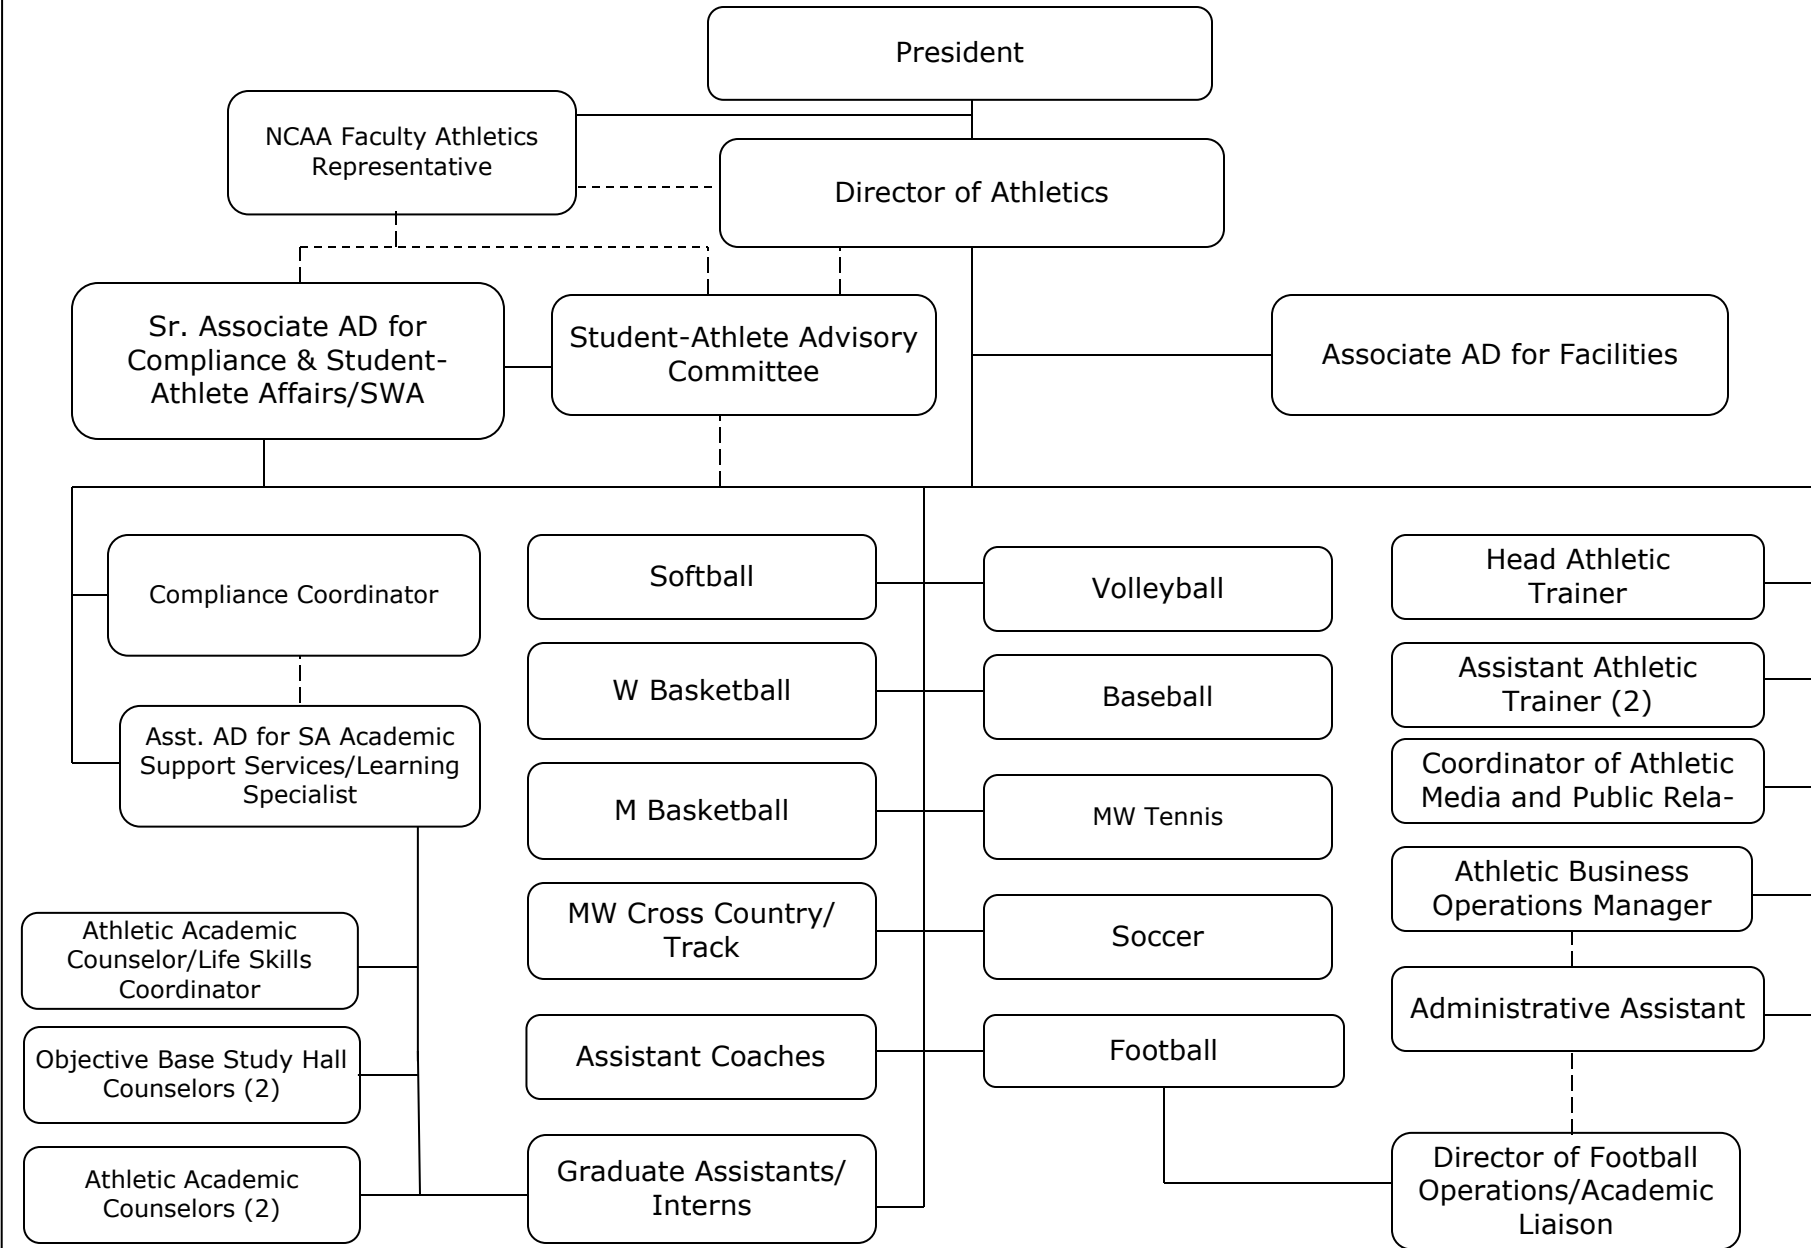 President
NCAA Faculty Athletics
Representative
Director of Athletics
Sr. Associate AD for
Compliance & Student-
Athlete Affairs/SWA
Student-Athlete Advisory
Committee
Associate AD for Facilities
Compliance Coordinator
Asst. AD for SA Academic
Support Services/Learning
Specialist
Athletic Academic
Counselor/Life Skills
Coordinator
Objective Base Study Hall
Counselors (2)
Athletic Academic
Counselors (2)
Softball
W Basketball
M Basketball
MW Cross Country/
Track
Assistant Coaches
Graduate Assistants/
Interns
Volleyball
Baseball
MW Tennis
Soccer
Football
Head Athletic
Trainer
Assistant Athletic
Trainer (2)
Coordinator of Athletic
Media and Public Rela-
Athletic Business
Operations Manager
Administrative Assistant
Director of Football
Operations/Academic
Liaison